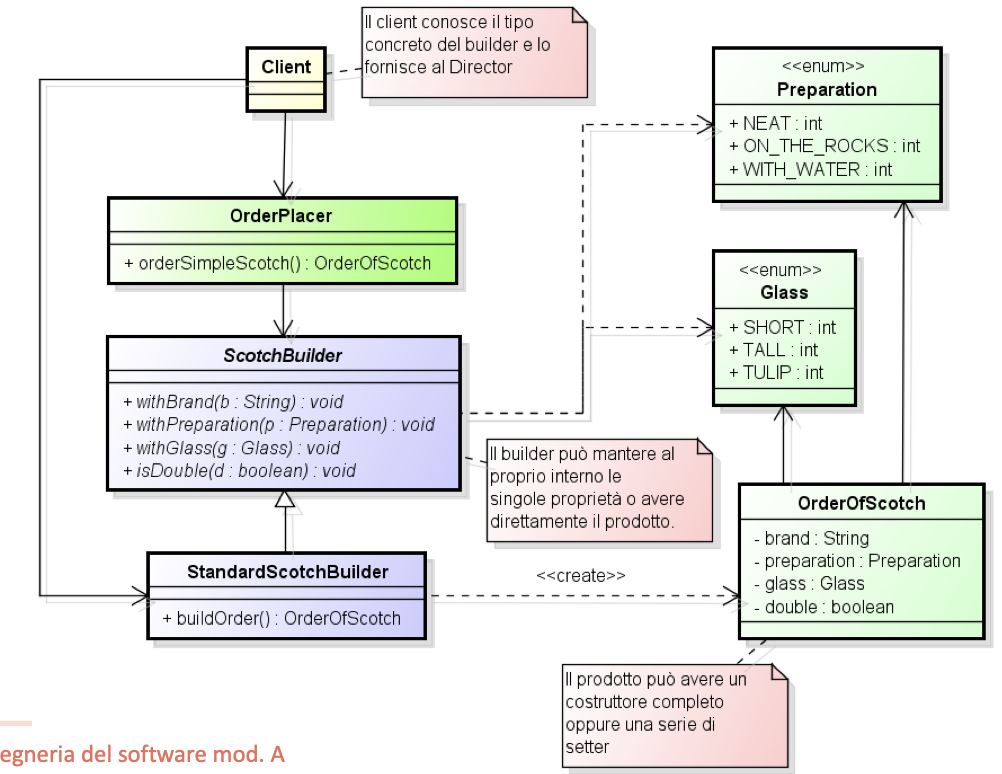 Il client conosce il tipo
concreto del builder e lo
fornisce al Director
Client
<<enum>>
Preparation
+ NEAT : int
+ ON_THE_ROCKS : int
+ WITH_WATER : int
OrderPlacer
+ orderSimpleScotch() : OrderOfScotch
<<enum>>
Glass
+ SHORT : int
+ TALL : int
+ TULIP : int
ScotchBuilder
+ withBrand(b : String) : void
+ withPreparation(p : Preparation) : void
+ withGlass(g : Glass) : void
+ isDouble(d : boolean) : void
Il builder può mantere al
proprio interno le
singole proprietà o avere
direttamente il prodotto.
OrderOfScotch
- brand : String
- preparation : Preparation
- glass : Glass
- double : boolean
StandardScotchBuilder
+ buildOrder() : OrderOfScotch
<<create>>
Il prodotto può avere un
costruttore completo
oppure una serie di
setter
egneria del software mod. A